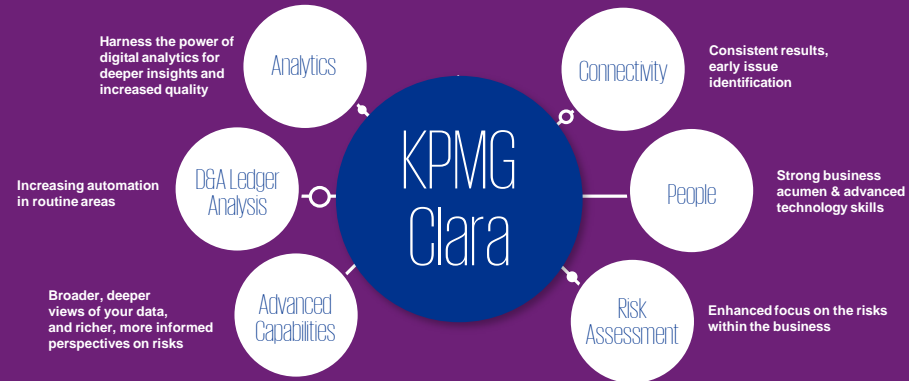 Harness the power of
digital analytics for
deeper insights and
increased quality
Analytics
Connectivity
Consistent results,
early issue
identification
KPMG
Clara
Increasing automation
in routine areas
D&A Ledger
Analysis
People
Strong business
acumen & advanced
technology skills
Broader, deeper
views of your data,
and richer, more informed
perspectives on risks
Advanced
Capabilities
Risk
Assessment
Enhanced focus on the risks
within the business